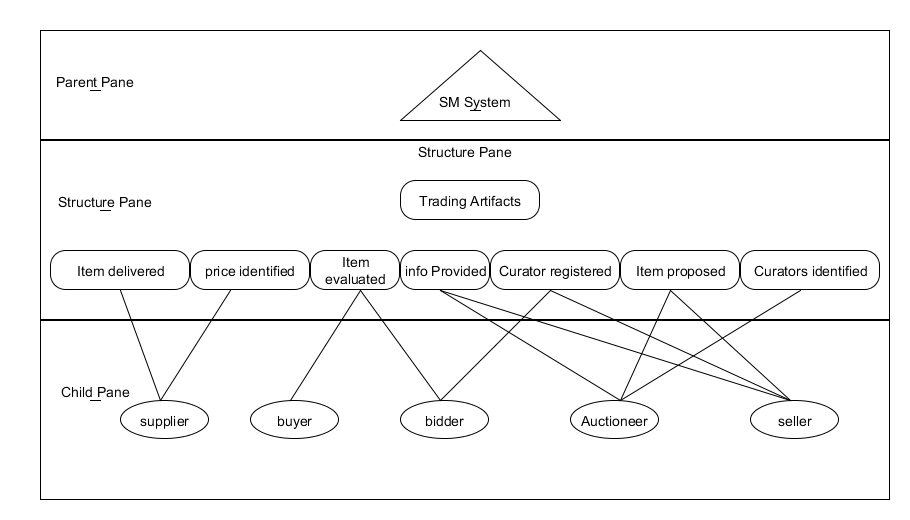 Parent Pane
SM System
Structure Pane
Structure Pane
Trading Artifacts
Item delivered
price identified
Item
evaluated
info Provided
Curator registered
Item proposed
Curators identified
Child Pane
supplier
buyer
bidder
Auctioneer
seller